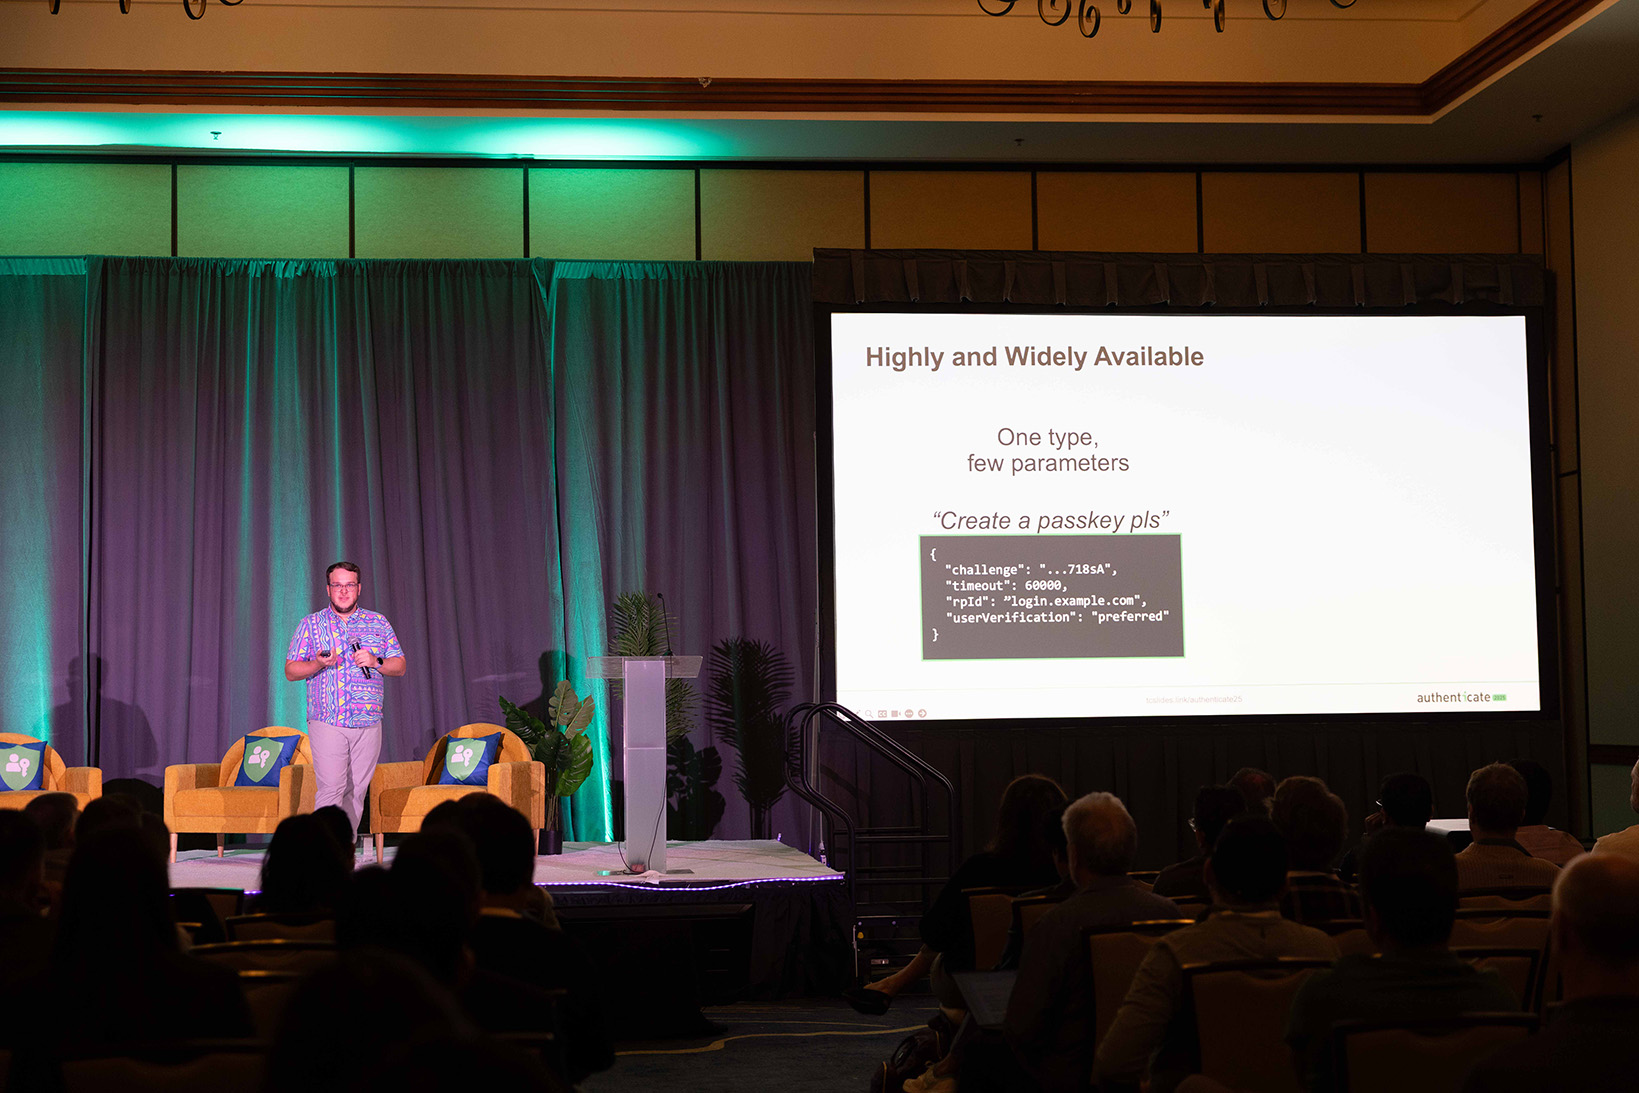 Highly and Widely Available
One type,
few parameters
“Create a passkey pls”
{
"challenge": "...718sA",
"timeout": 60000,
"rpId": ”login.example.com",
"userVerification": "preferred"
}
authenticate 2025